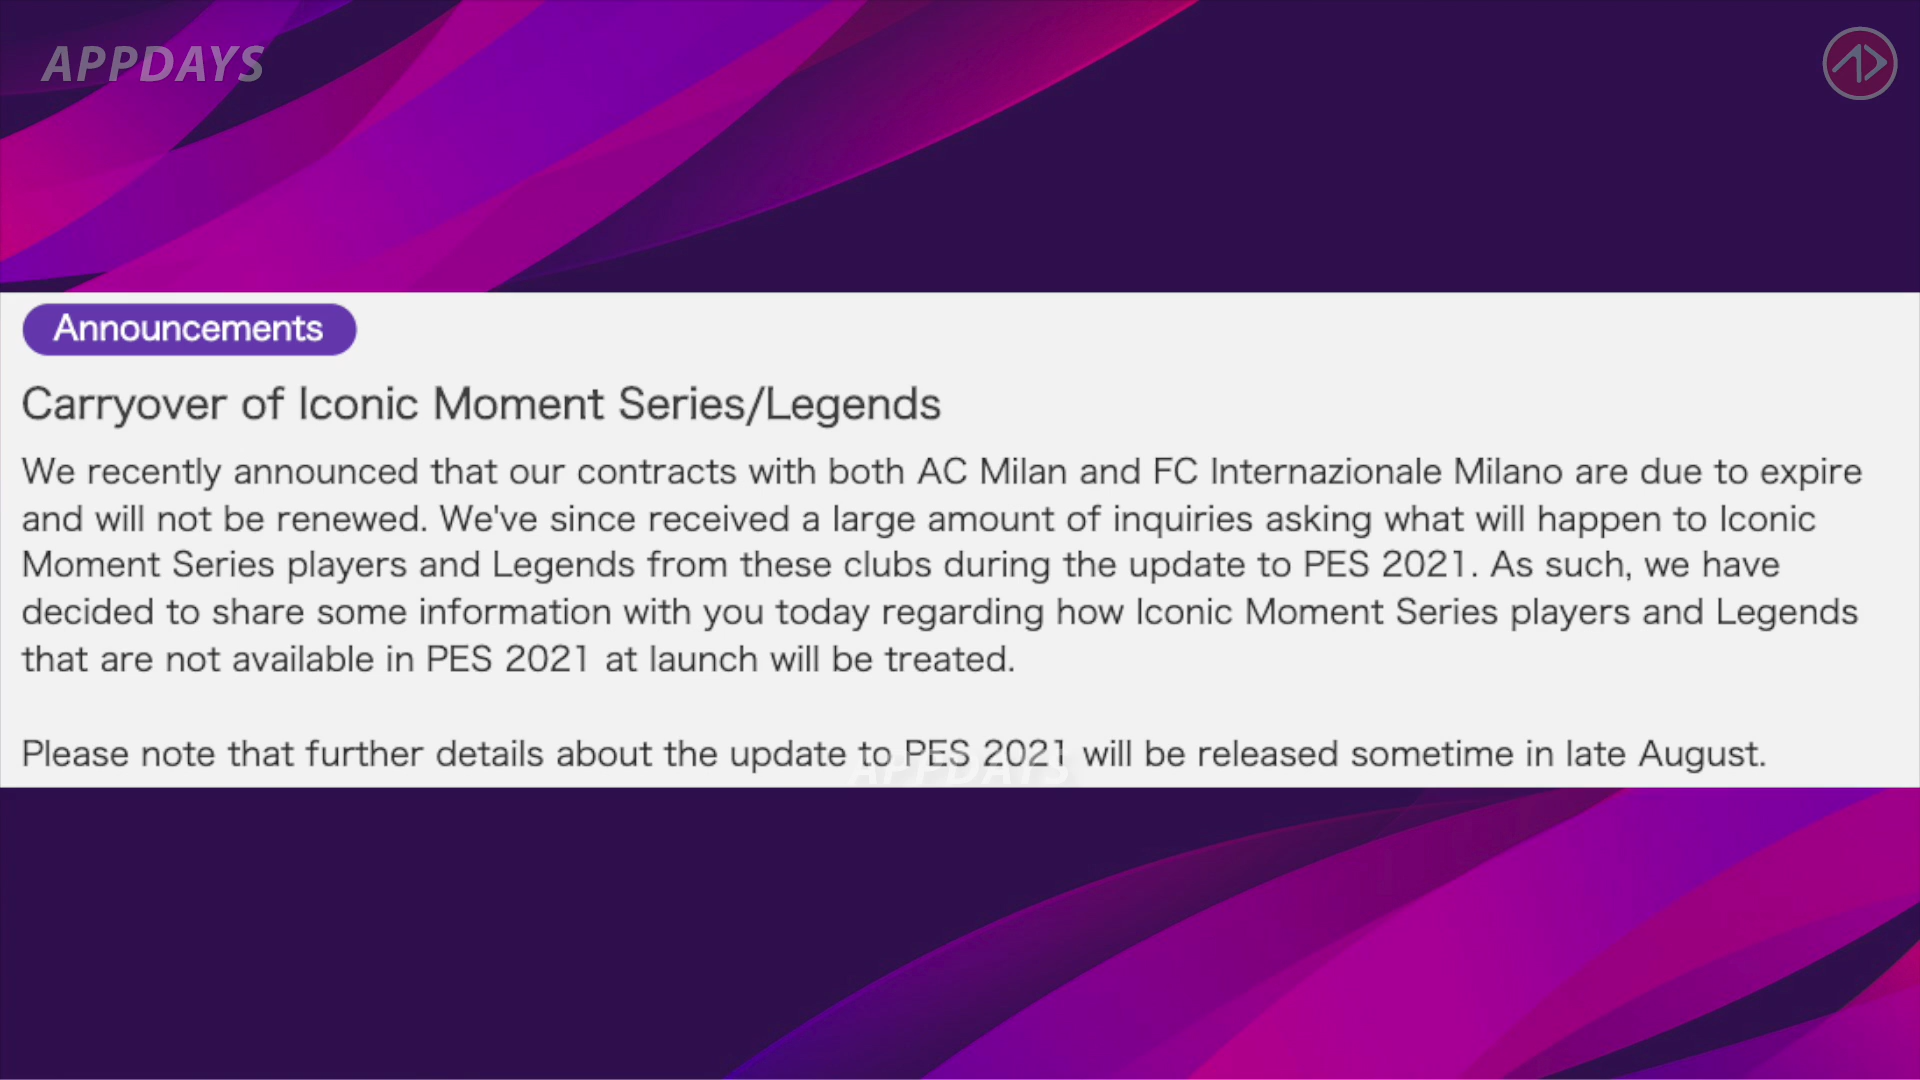 APPDAYS
Announcements
Carryover of Iconic Moment Series/Legends
We recently announced that our contracts with both AC Milan and FC Internazionale Milano are due to expire
and will not be renewed. We've since received a large amount of inquiries asking what will happen to Iconic
Moment Series players and Legends from these clubs during the update to PES 2021. As such, we have
decided to share some information with you today regarding how Iconic Moment Series players and Legends
that are not available in PES 2021 at launch will be treated.
Please note that further details about the update to PES 2021 will be released sometime in late August.
APPDAYS